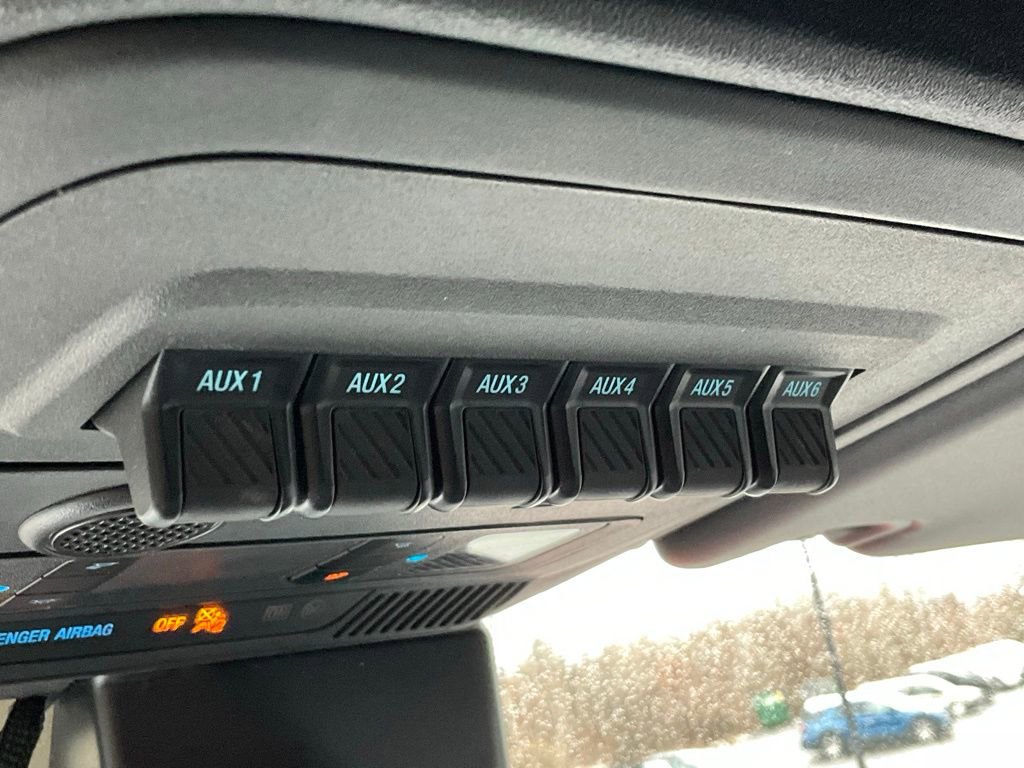 AUX1 AUX2 AUX3 AUX4 AUX5 AUX6
ENGER AIRBAG OFF